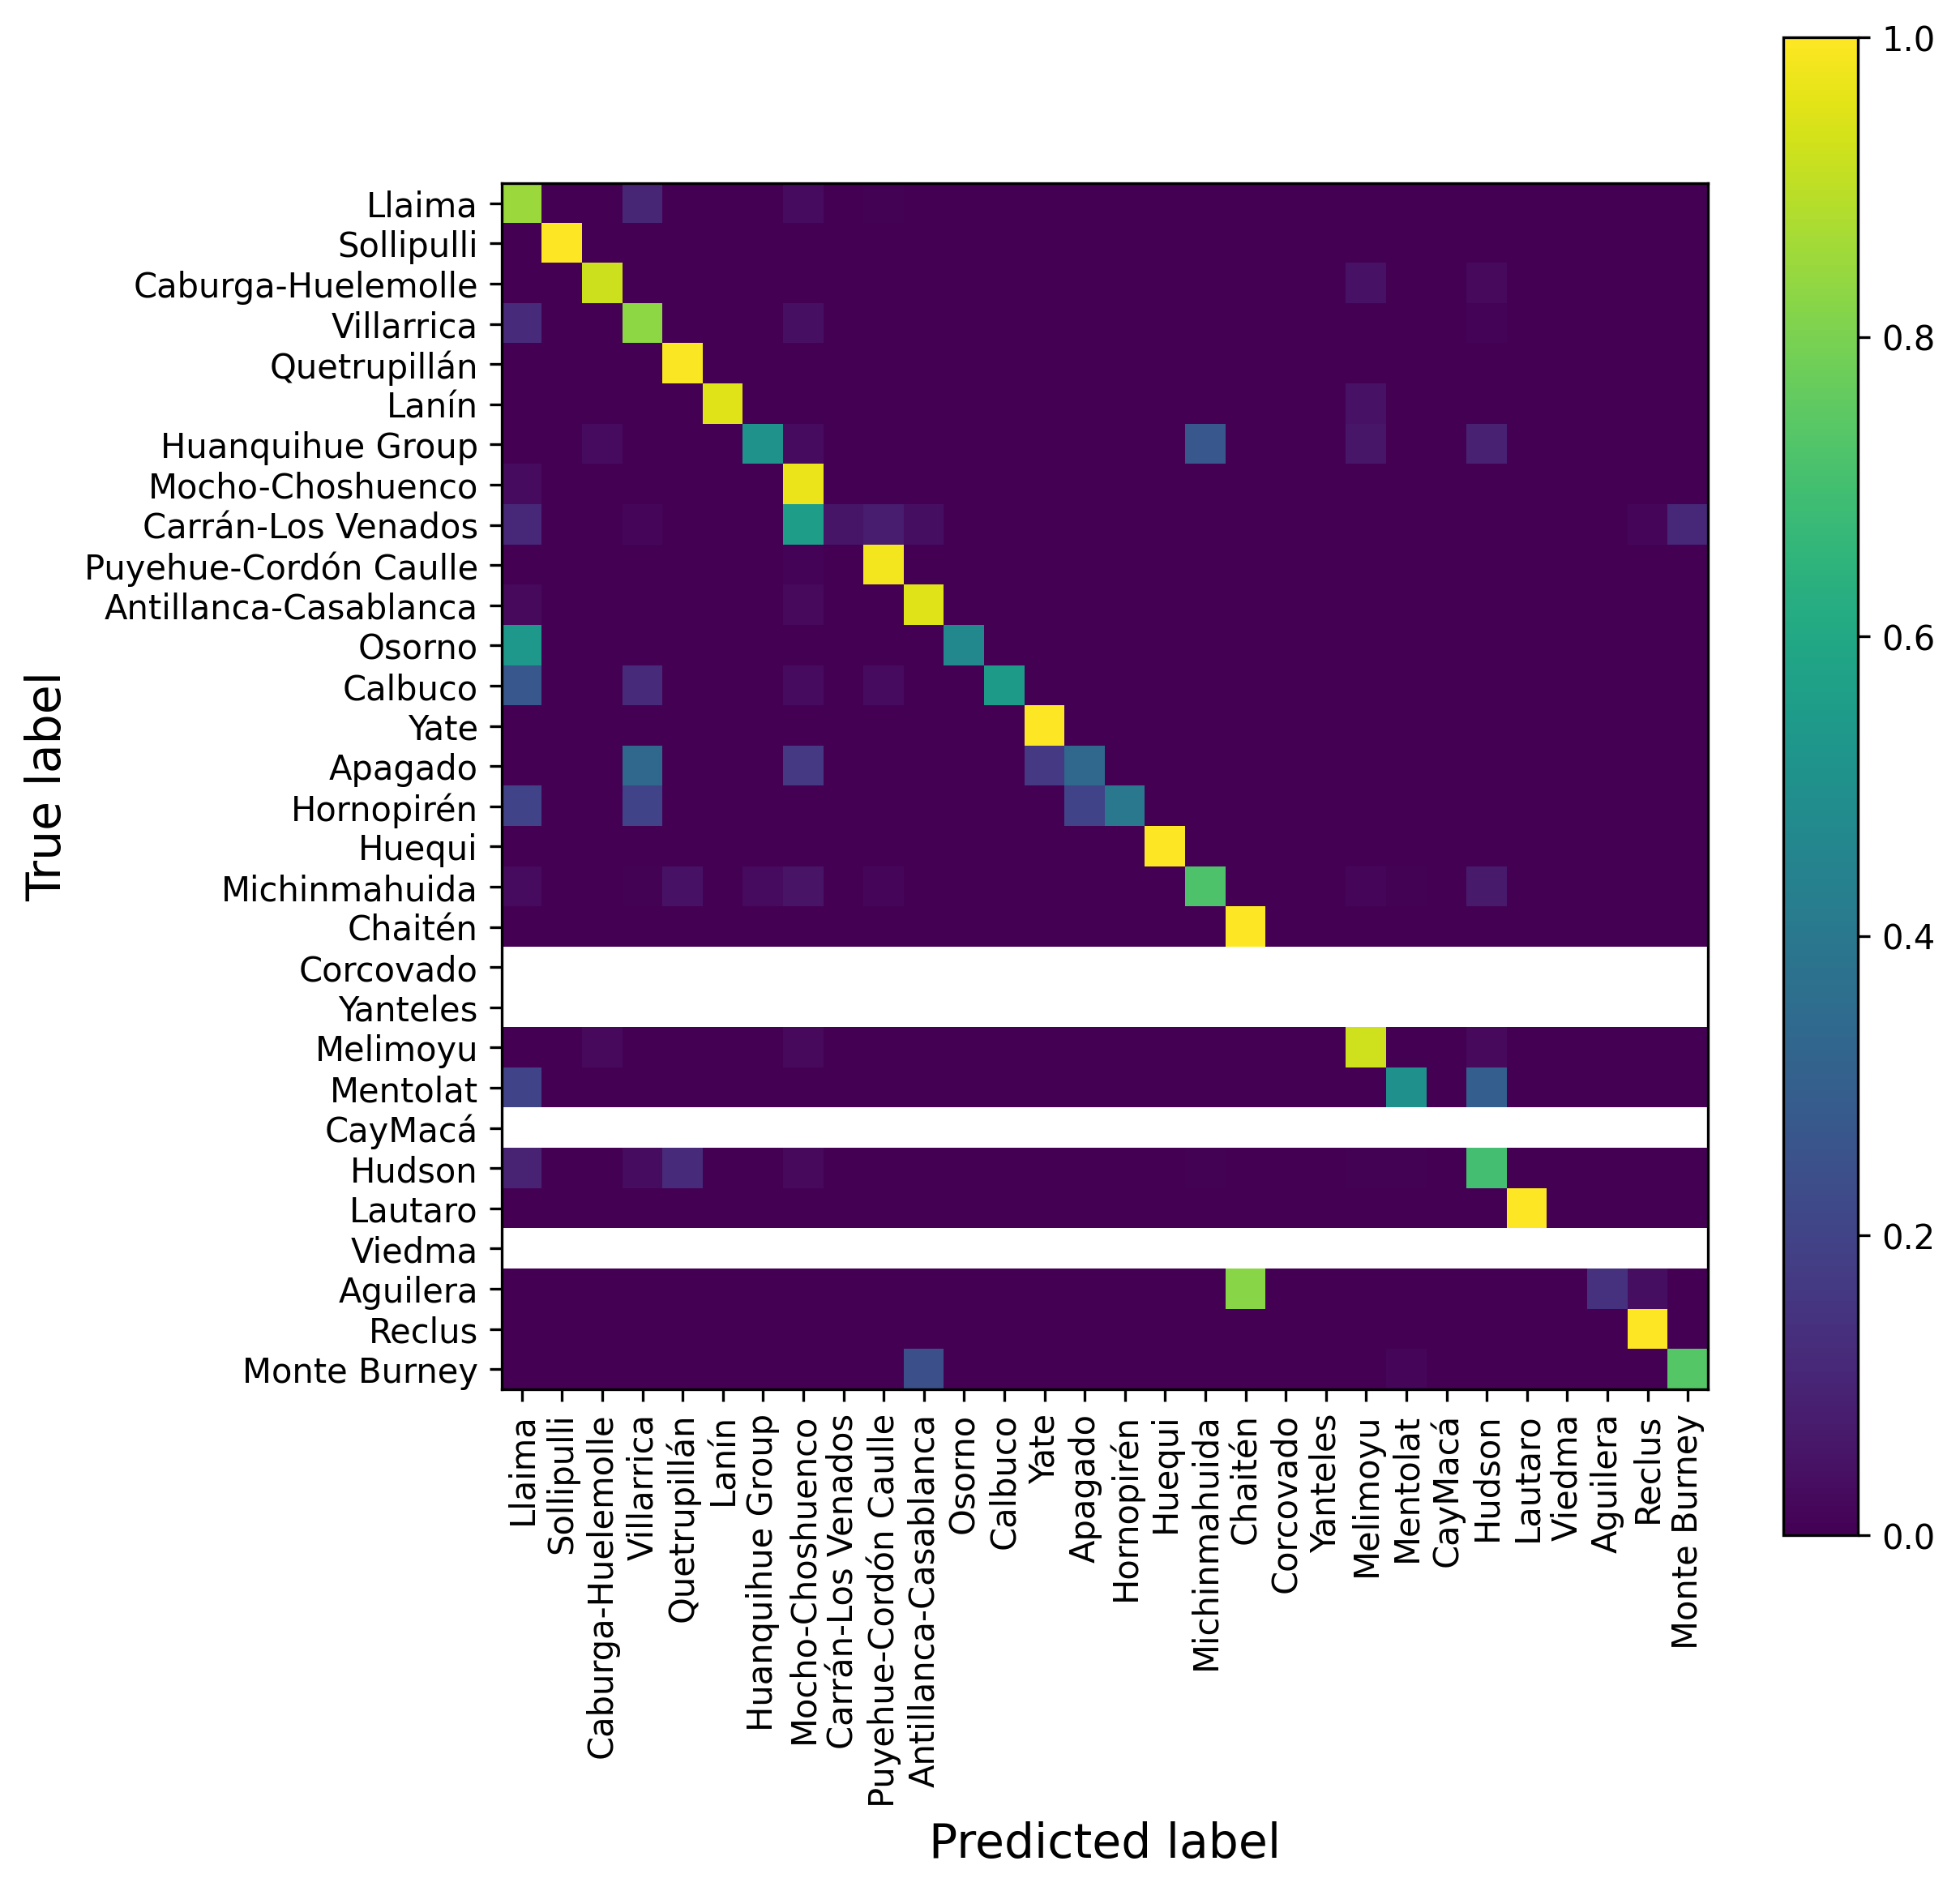 True label
Llaima
Sollipulli
Caburga-Huelemolle
Villarrica
Quetrupillán
Lanín
Huanquihue Group
Mocho-Choshuenco
Carrán-Los Venados
Puyehue-Cordón Caulle
Antillanca-Casablanca
Osorno
Calbuco
Yate
Apagado
Hornopirén
Huequi
Michinmahuida
Chaitén
Corcovado
Yanteles
Melimoyu
Mentolat
CayMacá
Hudson
Lautaro
Viedma
Aguilera
Reclus
Monte Burney
Llaima
Sollipulli
Caburga-Huelemolle
Villarrica
Quetrupillán
Lanín
Huanquihue Group
Mocho-Choshuenco
Carrán-Los Venados
Puyehue-Cordón Caulle
Antillanca-Casablanca
Osorno
Calbuco
Yate
Apagado
Hornopirén
Huequi
Michinmahuida
Chaitén
Corcovado
Yanteles
Melimoyu
Mentolat
CayMacá
Hudson
Lautaro
Viedma
Aguilera
Reclus
Monte Burney
Predicted label
1.0
0.8
0.6
0.4
0.2
0.0